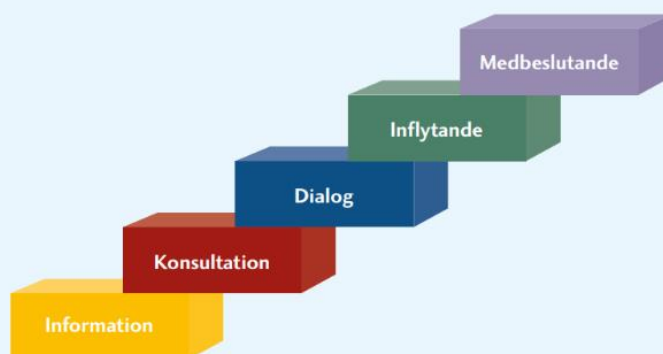 Medbeslutande
Inflytande
Dialog
Konsultation
Information